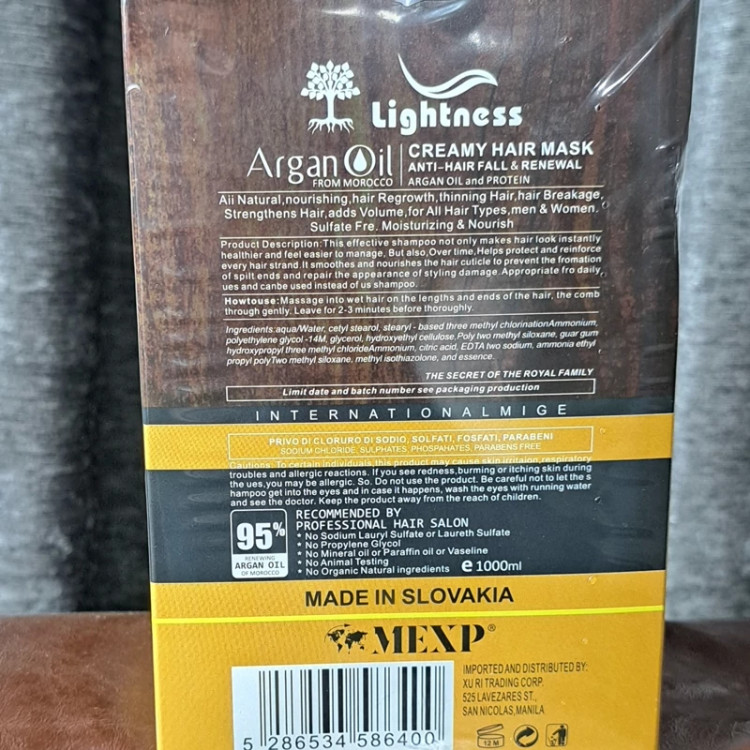 Lightness
Argan Oil
FROM MOROCCO
CREAMY HAIR MASK
ANTI-HAIR FALL & RENEWAL
ARGAN OIL and PROTEIN
Aii Natural,nourishing,hair Regrowth,thinning Hair,hair Breakage,
Strengthens Hair,adds Volume,for All Hair Types,men & Women.
Sulfate Fre. Moisturizing & Nourish
Product Description:This effective shampoo not only makes hair look instantly
healthier and feel easier to manage, But also,Over time,Helps protect and reinforce
every hair strand.It smoothes and nourishes the hair cuticle to prevent the fromation
of spilt ends and repair the appearance of styling damage. Appropriate fro daily
ues and canbe used instead of us shampoo.
Howtouse:Massage into wet hair on the lengths and ends of the hair, the comb
through gently. Leave for 2-3 minutes before thoroughly.
Ingredients:aqua/Water, cetyl stearol, stearyl - based three methyl chlorinationAmmonium,
polyethylene glycol -14M, glycerol, hydroxyethyl cellulose.Poly two methyl siloxane, guar gum
hydroxypropyl three methyl chlorideAmmonium, citric acid, EDTA two sodium, ammonia ethyl
propyl polyTwo methyl siloxane, methyl isothiazolone, and essence.
THE SECRET OF THE ROYAL FAMILY
Limit date and batch number see packaging production
INTERNATIONALMIGE
PRIVO DI CLORURO DI SODIO, SOLFATI, FOSFATI, PARABENI
SODIUM CHLORIDE, SULPHATES, PHOSPAHATES, PARABENS FREE
Cautions: To certain individuals,this product may cause skin irritaion,respiratory
troubles and allergic reactions. If you see redness,burming or itching skin during
the ues,you may be allergic. So. Do not use the product. Be careful not to let the s
hampoo get into the eyes and in case it happens, wash the eyes with running water
and see the doctor. Keep the product away from the reach of children.
95%
RENEWING
ARGAN OIL
OF MOROCCO
RECOMMENDED BY
PROFESSIONAL HAIR SALON
* No Sodium Lauryl Sulfate or Laureth Sulfate
* No Propylene Glycol
* No Mineral oil or Paraffin oil or Vaseline
* No Animal Testing
* No Organic Natural ingredients ℮ 1000ml
MADE IN SLOVAKIA
MEXP®
IMPORTED AND DISTRIBUTED BY:
XU RI TRADING CORP.
525 LAVEZARES ST.,
SAN NICOLAS,MANILA
12 M
5 286534 586400